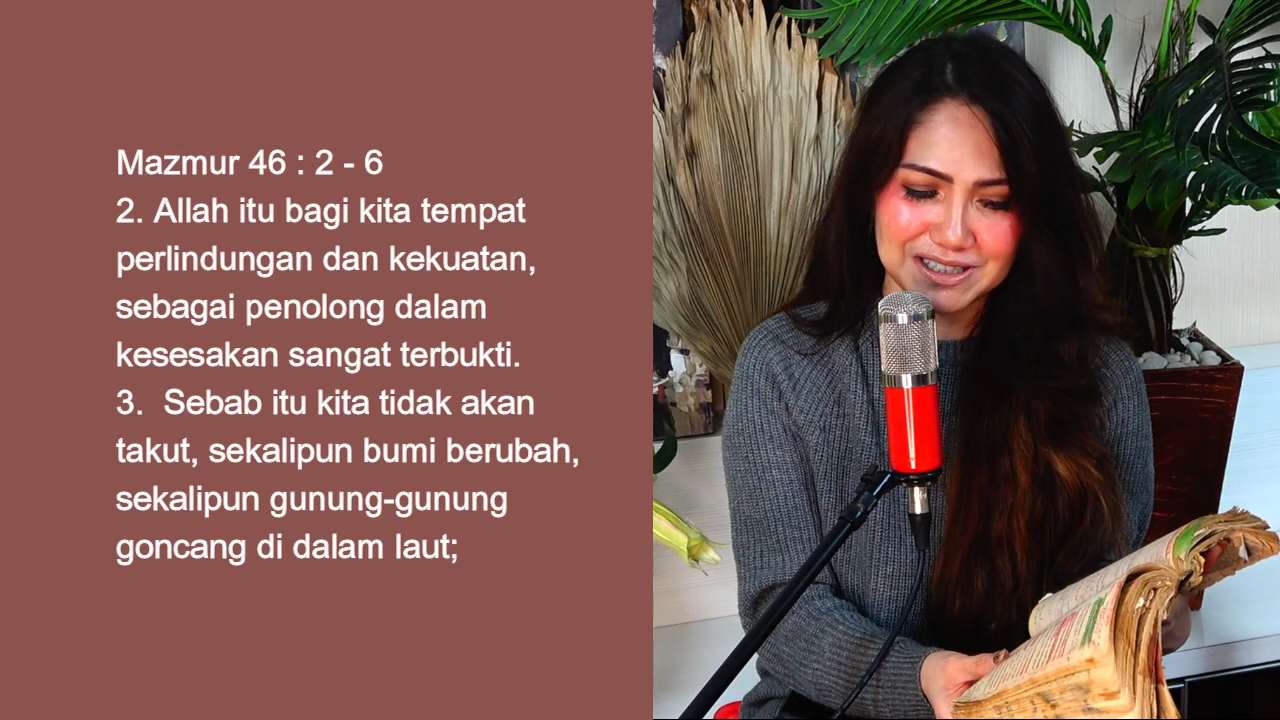 Mazmur 46 : 2 - 6
2. Allah itu bagi kita tempat
perlindungan dan kekuatan,
sebagai penolong dalam
kesesakan sangat terbukti.
3.  Sebab itu kita tidak akan
takut, sekalipun bumi berubah,
sekalipun gunung-gunung
goncang di dalam laut;